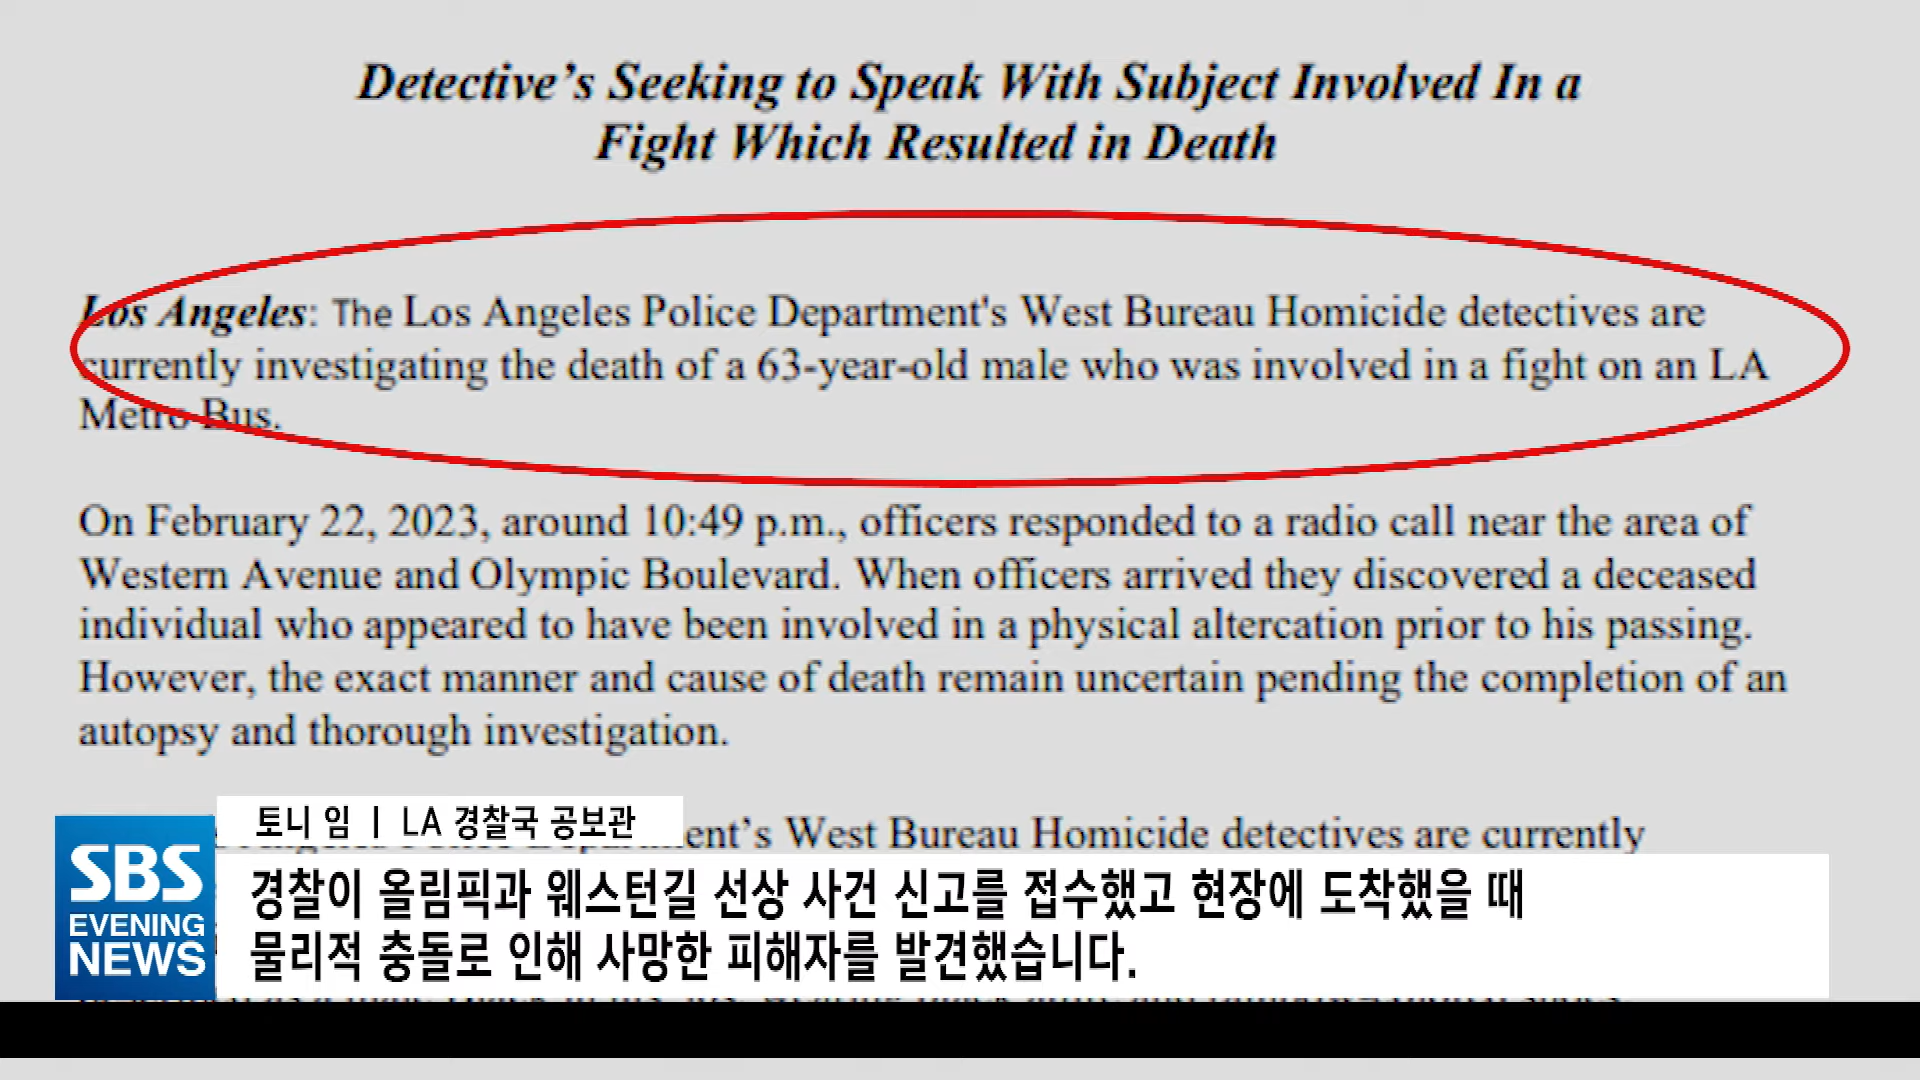 Detective’s Seeking to Speak With Subject Involved In a
Fight Which Resulted in Death
Los Angeles: The Los Angeles Police Department's West Bureau Homicide detectives are
currently investigating the death of a 63-year-old male who was involved in a fight on an LA
Metro Bus.
On February 22, 2023, around 10:49 p.m., officers responded to a radio call near the area of
Western Avenue and Olympic Boulevard. When officers arrived they discovered a deceased
individual who appeared to have been involved in a physical altercation prior to his passing.
However, the exact manner and cause of death remain uncertain pending the completion of an
autopsy and thorough investigation.
West Bureau Homicide detectives are currently
토니 임 | LA 경찰국 공보관
SBS
EVENING
NEWS
경찰이 올림픽과 웨스턴길 선상 사건 신고를 접수했고 현장에 도착했을 때
물리적 충돌로 인해 사망한 피해자를 발견했습니다.